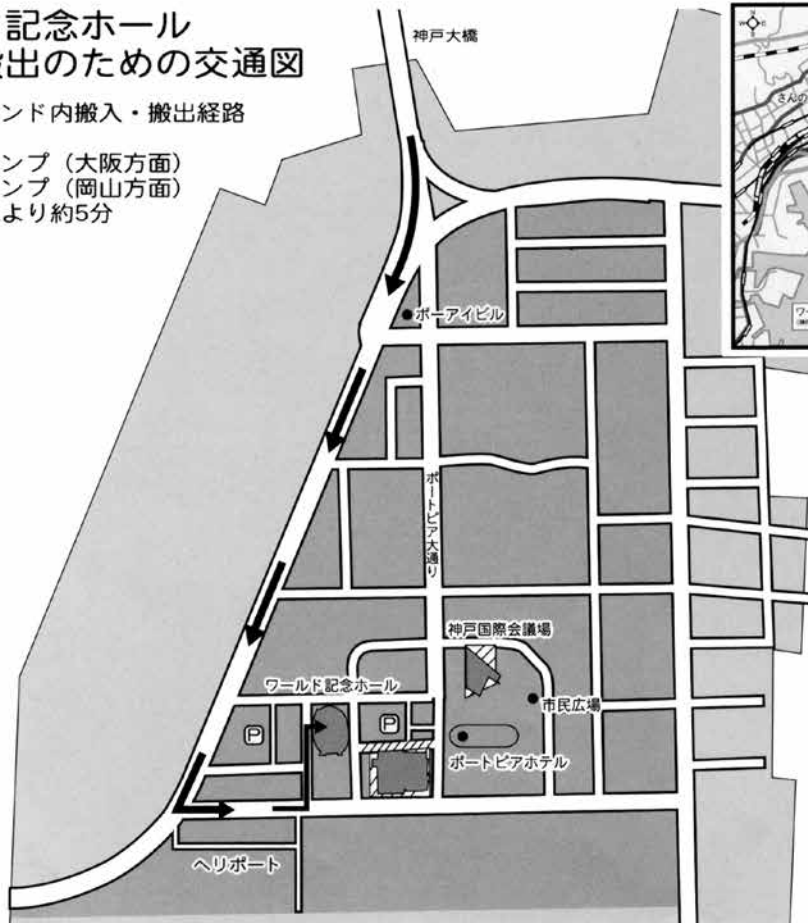 記念ホール
出のための交通図
ンド内搬入・搬出経路
ンプ（大阪方面）
ンプ（岡山方面）
より約5分
神戸大橋
さんの
ポーアイビル
ポートピア大通り
神戸国際会議場
ワールド記念ホール
市民広場
P
P
ポートピアホテル
ヘリポート